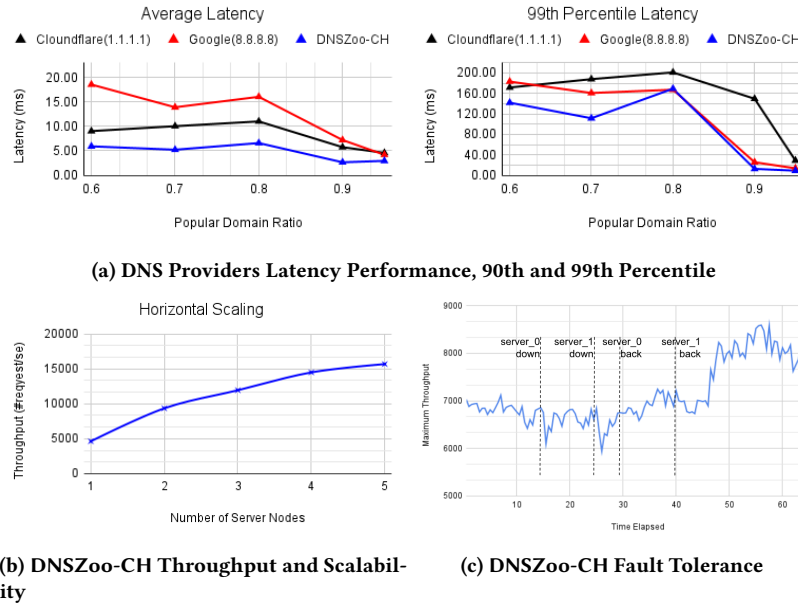 Average Latency
Cloundflare(1.1.1.1) Google(8.8.8.8) DNSZoo-CH
Latency (ms)
20.00
15.00
10.00
5.00
0.00
0.6 0.7 0.8 0.9
Popular Domain Ratio
99th Percentile Latency
Cloundflare(1.1.1.1) Google(8.8.8.8) DNSZoo-CH
Latency (ms)
200.00
160.00
120.00
80.00
40.00
0.00
0.6 0.7 0.8 0.9
Popular Domain Ratio
(a) DNS Providers Latency Performance, 90th and 99th Percentile
Horizontal Scaling
Throughput (#reqyest/se)
20000
15000
10000
5000
0
1 2 3 4 5
Number of Server Nodes
(b) DNSZoo-CH Throughput and Scalabil-
ity
Maximum Throughput
9000
8000
7000
6000
5000
server_0
down
server_1
down
server_0
back
server_1
back
10 20 30 40 50 60
Time Elapsed
(c) DNSZoo-CH Fault Tolerance